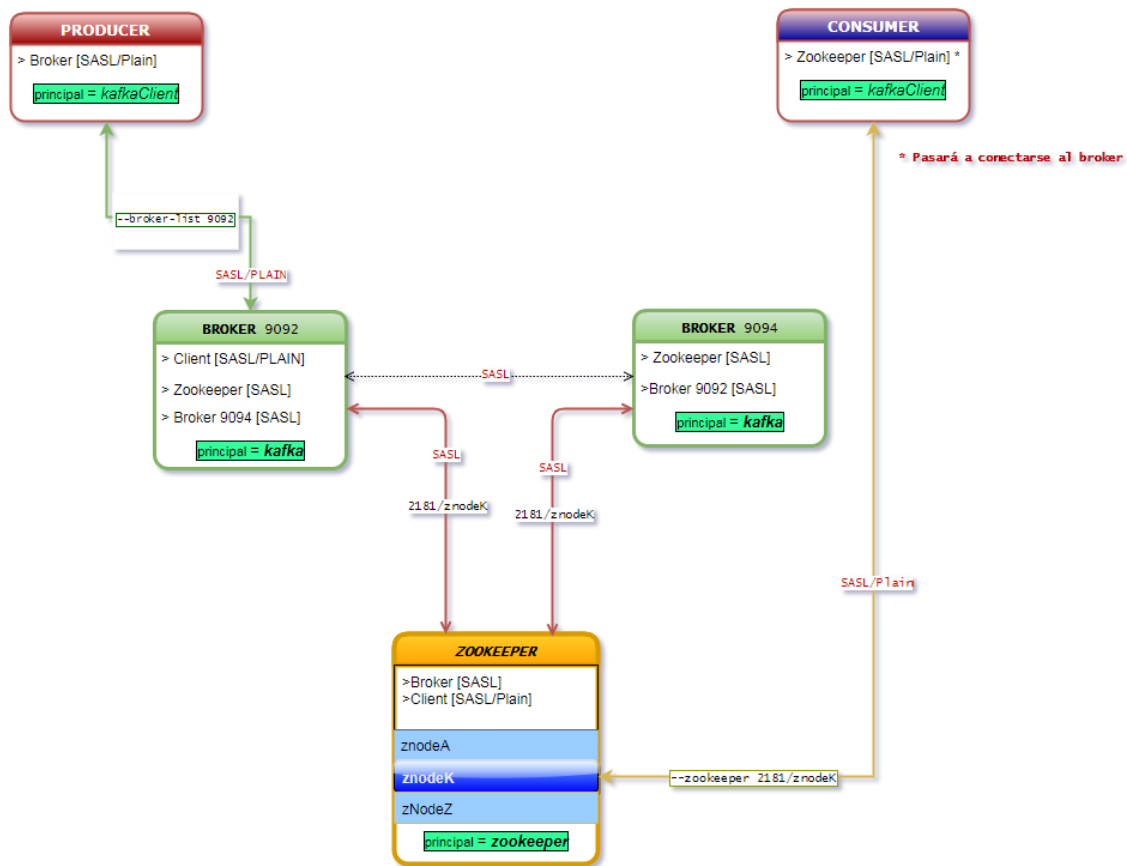 PRODUCER
> Broker [SASL/Plain]
principal = kafkaClient
CONSUMER
> Zookeeper [SASL/Plain] *
principal = kafkaClient
* Pasará a conectarse al broker
--broker-list 9092
SASL/PLAIN
BROKER 9092
> Client [SASL/PLAIN]
> Zookeeper [SASL]
> Broker 9094 [SASL]
principal = kafka
SASL
BROKER 9094
> Zookeeper [SASL]
>Broker 9092 [SASL]
principal = kafka
SASL
2181/znodeK
SASL
2181/znodeK
SASL/Plain
ZOOKEEPER
>Broker [SASL]
>Client [SASL/Plain]
znodeA
znodeK
zNodeZ
principal = zookeeper
--zookeeper 2181/znodeK